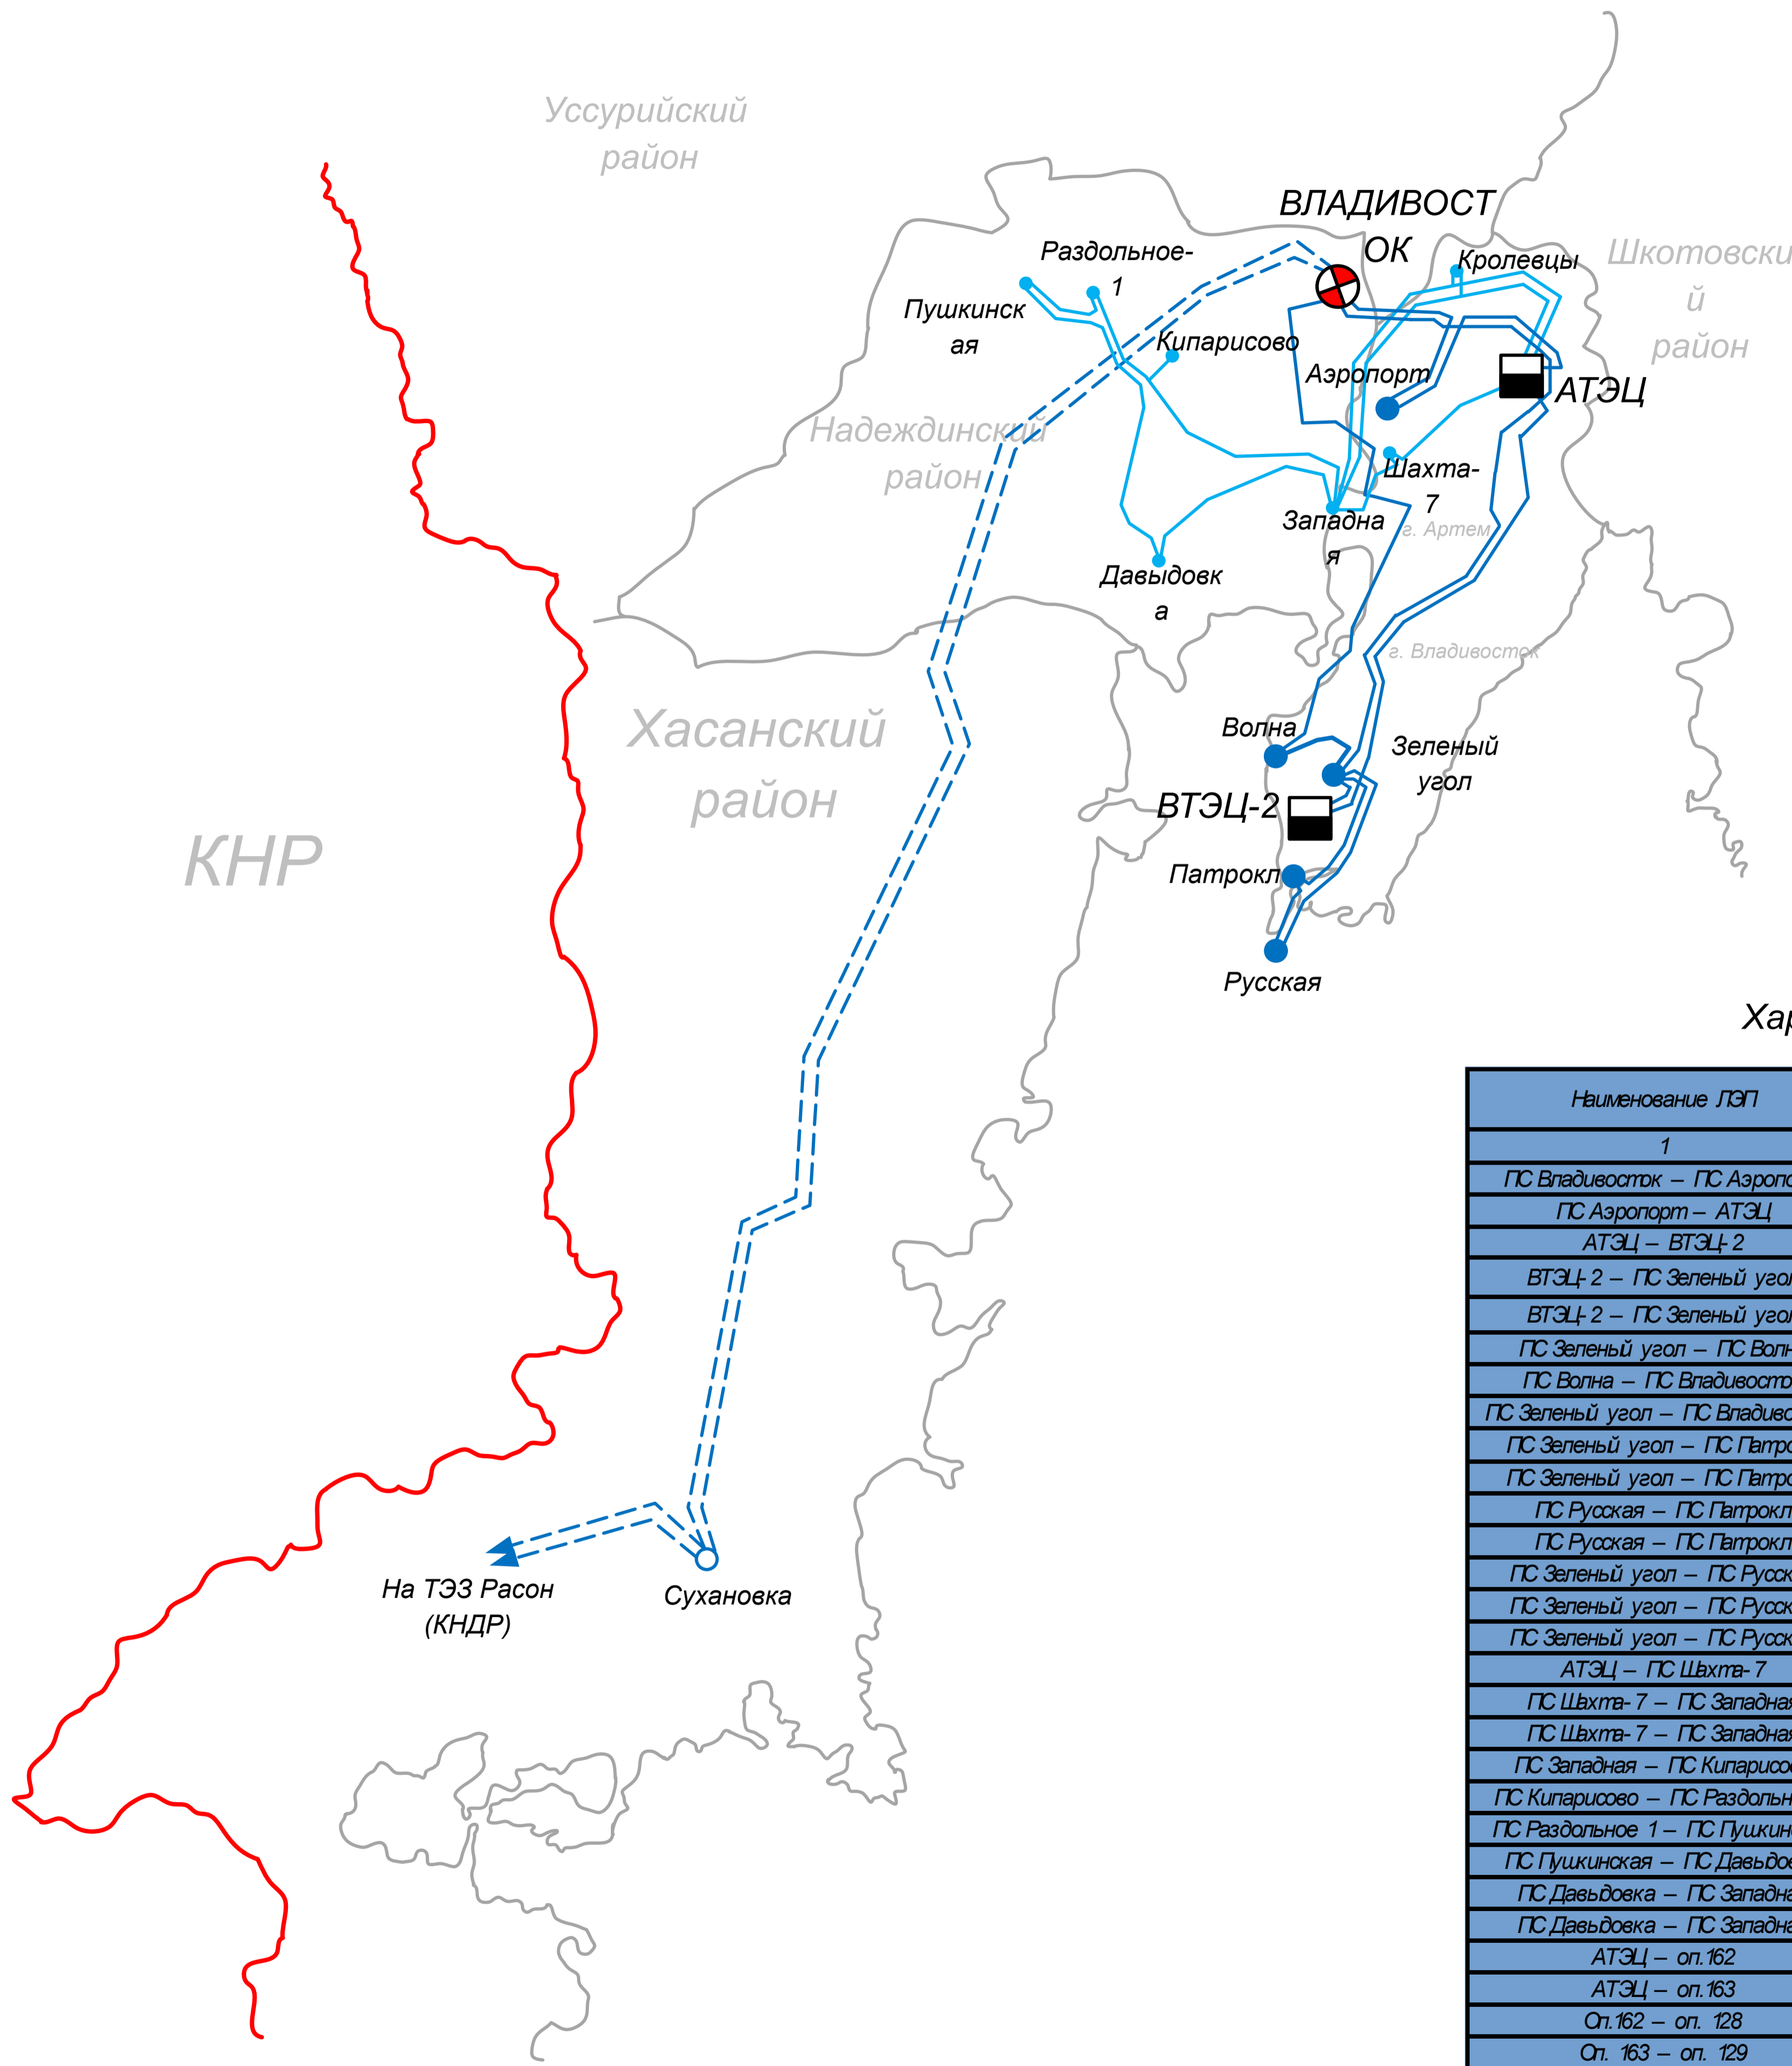 Уссурийский
район
ВЛАДИВОСТ
ОК
Раздольное-
1
Кролевцы
Шкотовски
й
район
Пушкинск
ая
Кипарисово
Аэропорт
АТЭЦ
Надеждинский
район
Шахта-
7
Западна
я
г. Артем
Давыдовк
а
г. Владивосток
Хасанский
район
Волна
Зеленый
угол
ВТЭЦ-2
КНР
Патрокл
Русская
Хар
На ТЭЗ Расон
(КНДР)
Сухановка
Наименование ЛЭП
1
ПС Владивосток – ПС Аэропо
ПС Аэропорт – АТЭЦ
АТЭЦ – ВТЭЦ-2
ВТЭЦ-2 – ПС Зеленый угол
ВТЭЦ-2 – ПС Зеленый угол
ПС Зеленый угол – ПС Волн
ПС Волна – ПС Владивосто
ПС Зеленый угол – ПС Владиво
ПС Зеленый угол – ПС Патро
ПС Зеленый угол – ПС Патро
ПС Русская – ПС Патрокл
ПС Русская – ПС Патрокл
ПС Зеленый угол – ПС Русск
ПС Зеленый угол – ПС Русск
ПС Зеленый угол – ПС Русск
АТЭЦ – ПС Шахта-7
ПС Шахта-7 – ПС Западная
ПС Шахта-7 – ПС Западная
ПС Западная – ПС Кипарисо
ПС Кипарисово – ПС Раздольн
ПС Раздольное 1 – ПС Пушкин
ПС Пушкинская – ПС Давыдов
ПС Давыдовка – ПС Западна
ПС Давыдовка – ПС Западна
АТЭЦ – оп.162
АТЭЦ – оп.163
Оп.162 – оп. 128
Оп. 163 – оп. 129